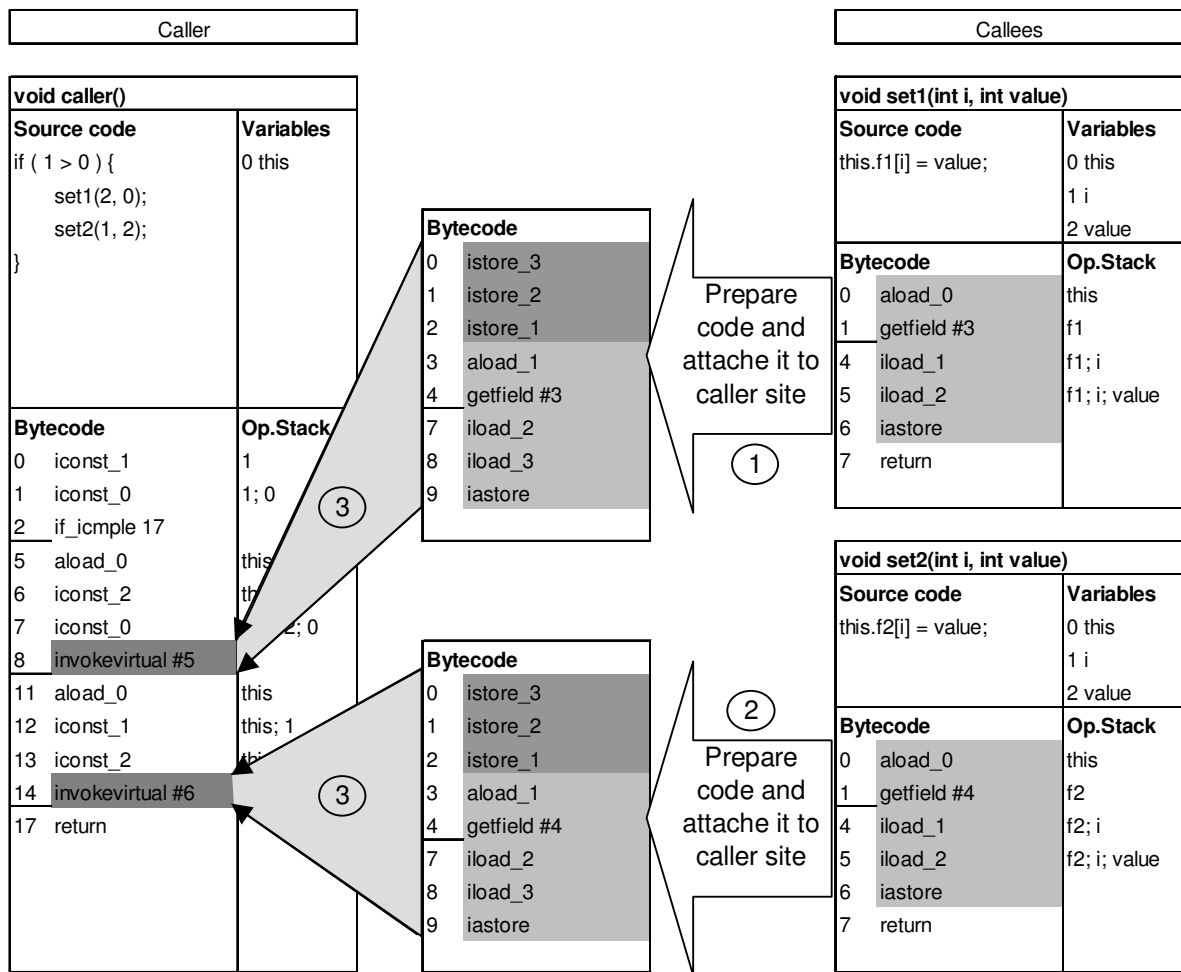 Caller
void caller()
Source code Variables
if ( 1 > 0 ) { 0 this
set1(2, 0);
set2(1, 2);
}
Bytecode Op.Stack
0 iconst_1 1
1 iconst_0 1; 0
2 if_icmple 17
5 aload_0 this
6 iconst_2
7 iconst_0 2; 0
8 invokevirtual #5
11 aload_0 this
12 iconst_1 this; 1
13 iconst_2
14 invokevirtual #6
17 return
3
3
Bytecode
0 istore_3
1 istore_2
2 istore_1
3 aload_1
4 getfield #3
7 iload_2
8 iload_3
9 iastore
Bytecode
0 istore_3
1 istore_2
2 istore_1
3 aload_1
4 getfield #4
7 iload_2
8 iload_3
9 iastore
Prepare
code and
attache it to
caller site
1
2
Prepare
code and
attache it to
caller site
Callees
void set1(int i, int value)
Source code Variables
this.f1[i] = value; 0 this
1 i
2 value
Bytecode Op.Stack
0 aload_0 this
1 getfield #3 f1
4 iload_1 f1; i
5 iload_2 f1; i; value
6 iastore
7 return
void set2(int i, int value)
Source code Variables
this.f2[i] = value; 0 this
1 i
2 value
Bytecode Op.Stack
0 aload_0 this
1 getfield #4 f2
4 iload_1 f2; i
5 iload_2 f2; i; value
6 iastore
7 return